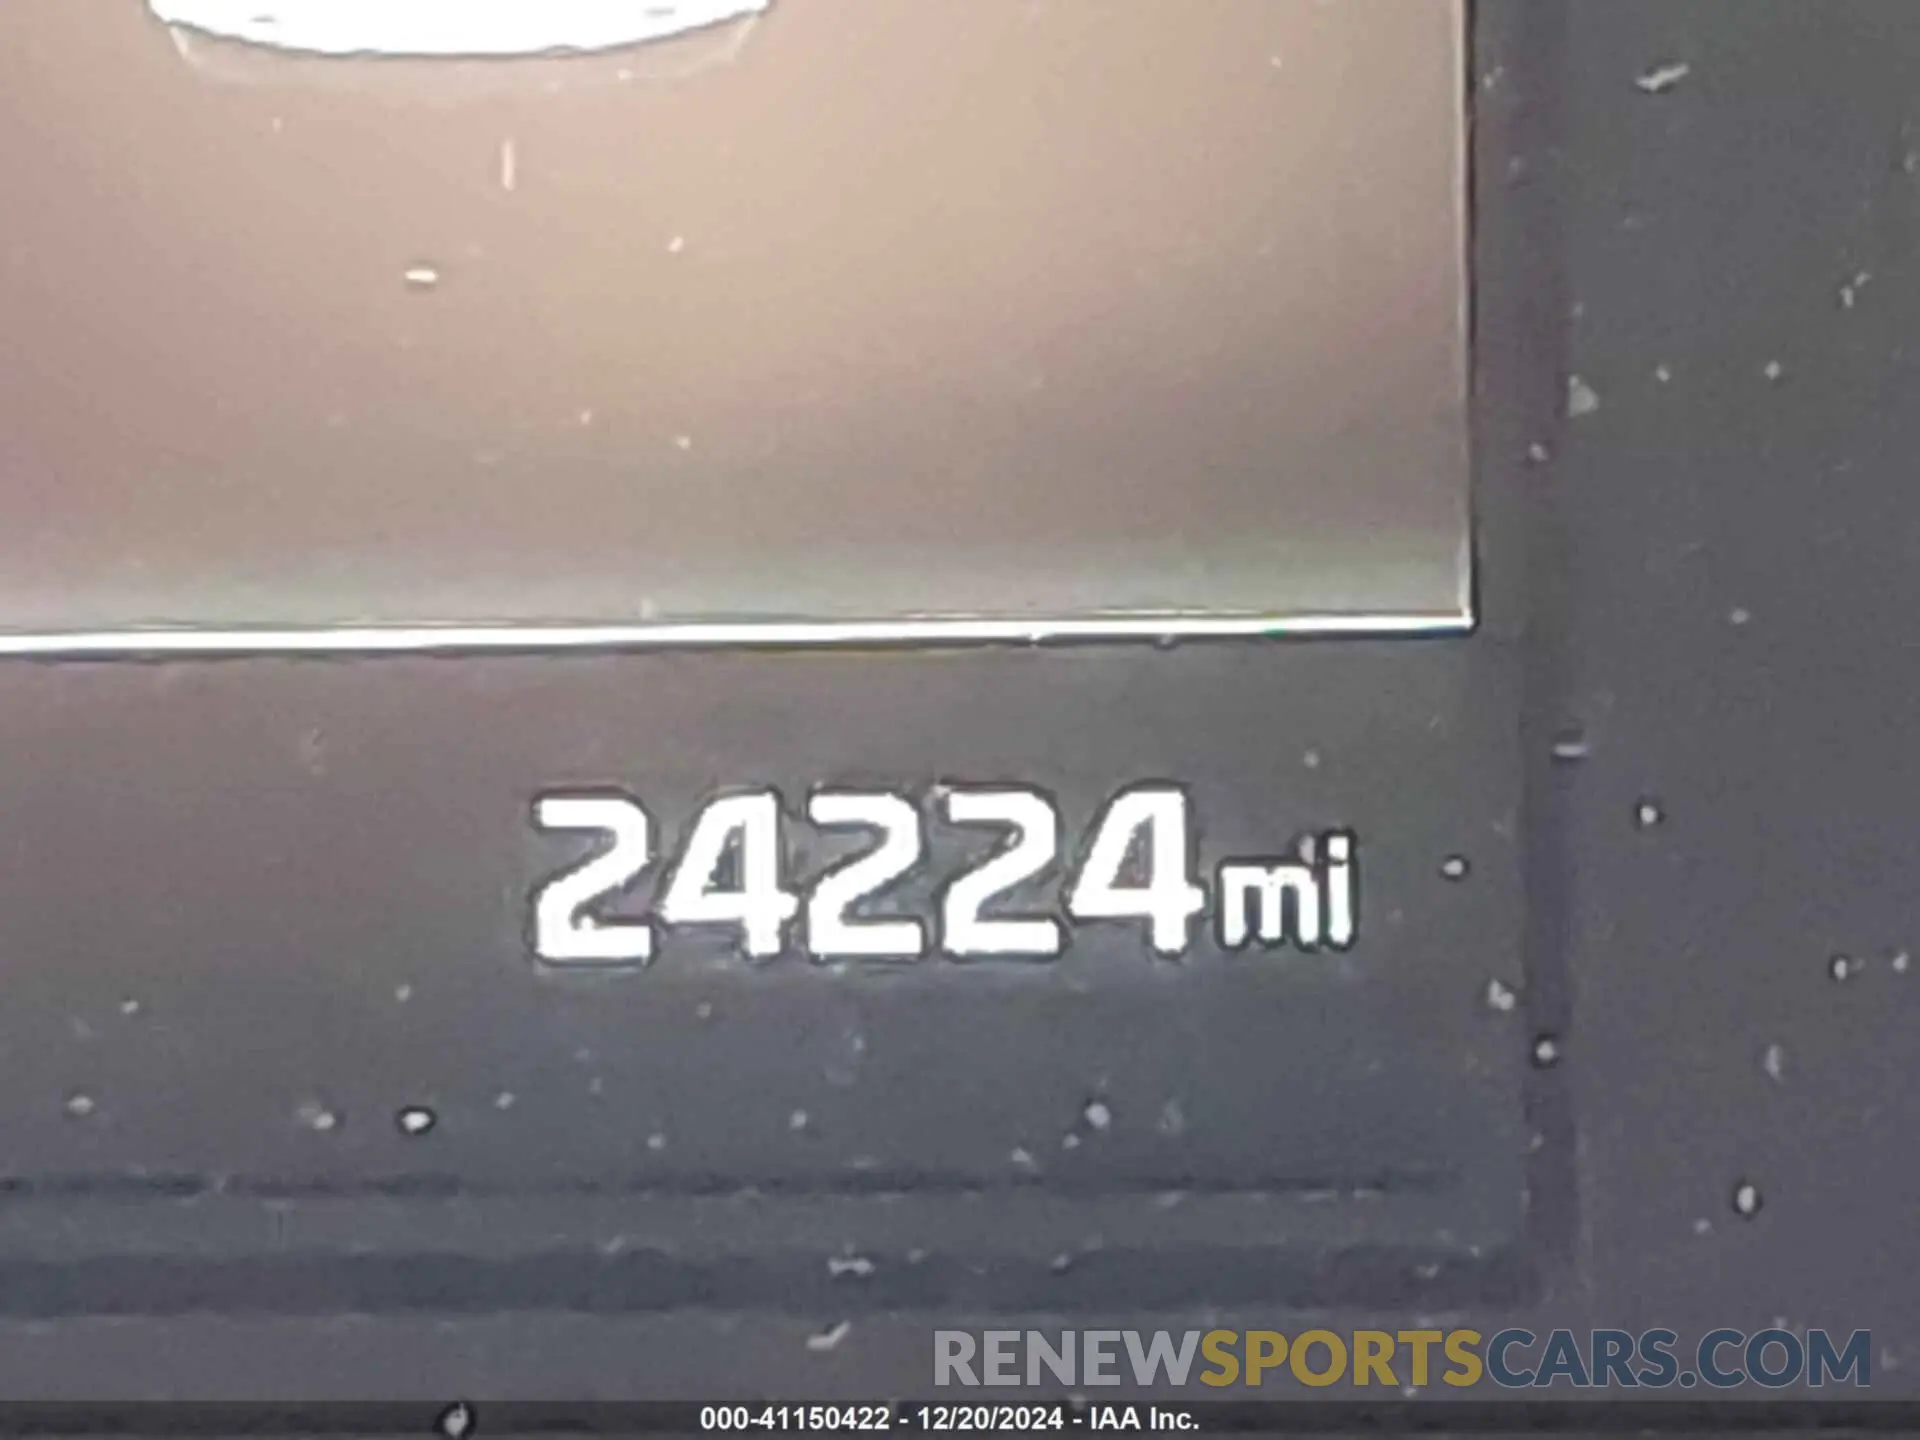 24224mi
RENEWSPORTSCARS.COM
000-41150422 - 12/20/2024 - IAA Inc.